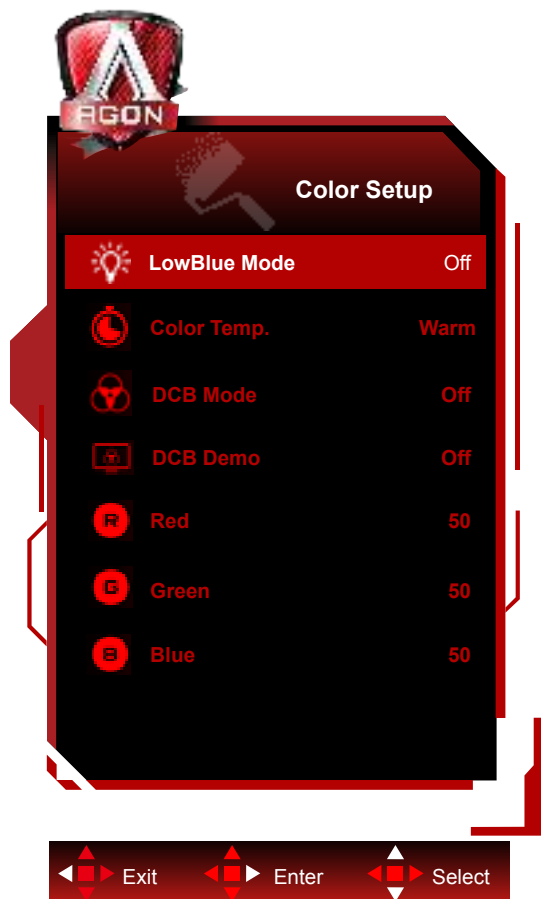 AGON
Color Setup
LowBlue Mode Off
Color Temp. Warm
DCB Mode Off
DCB Demo Off
R Red 50
G Green 50
B Blue 50
Exit Enter Select